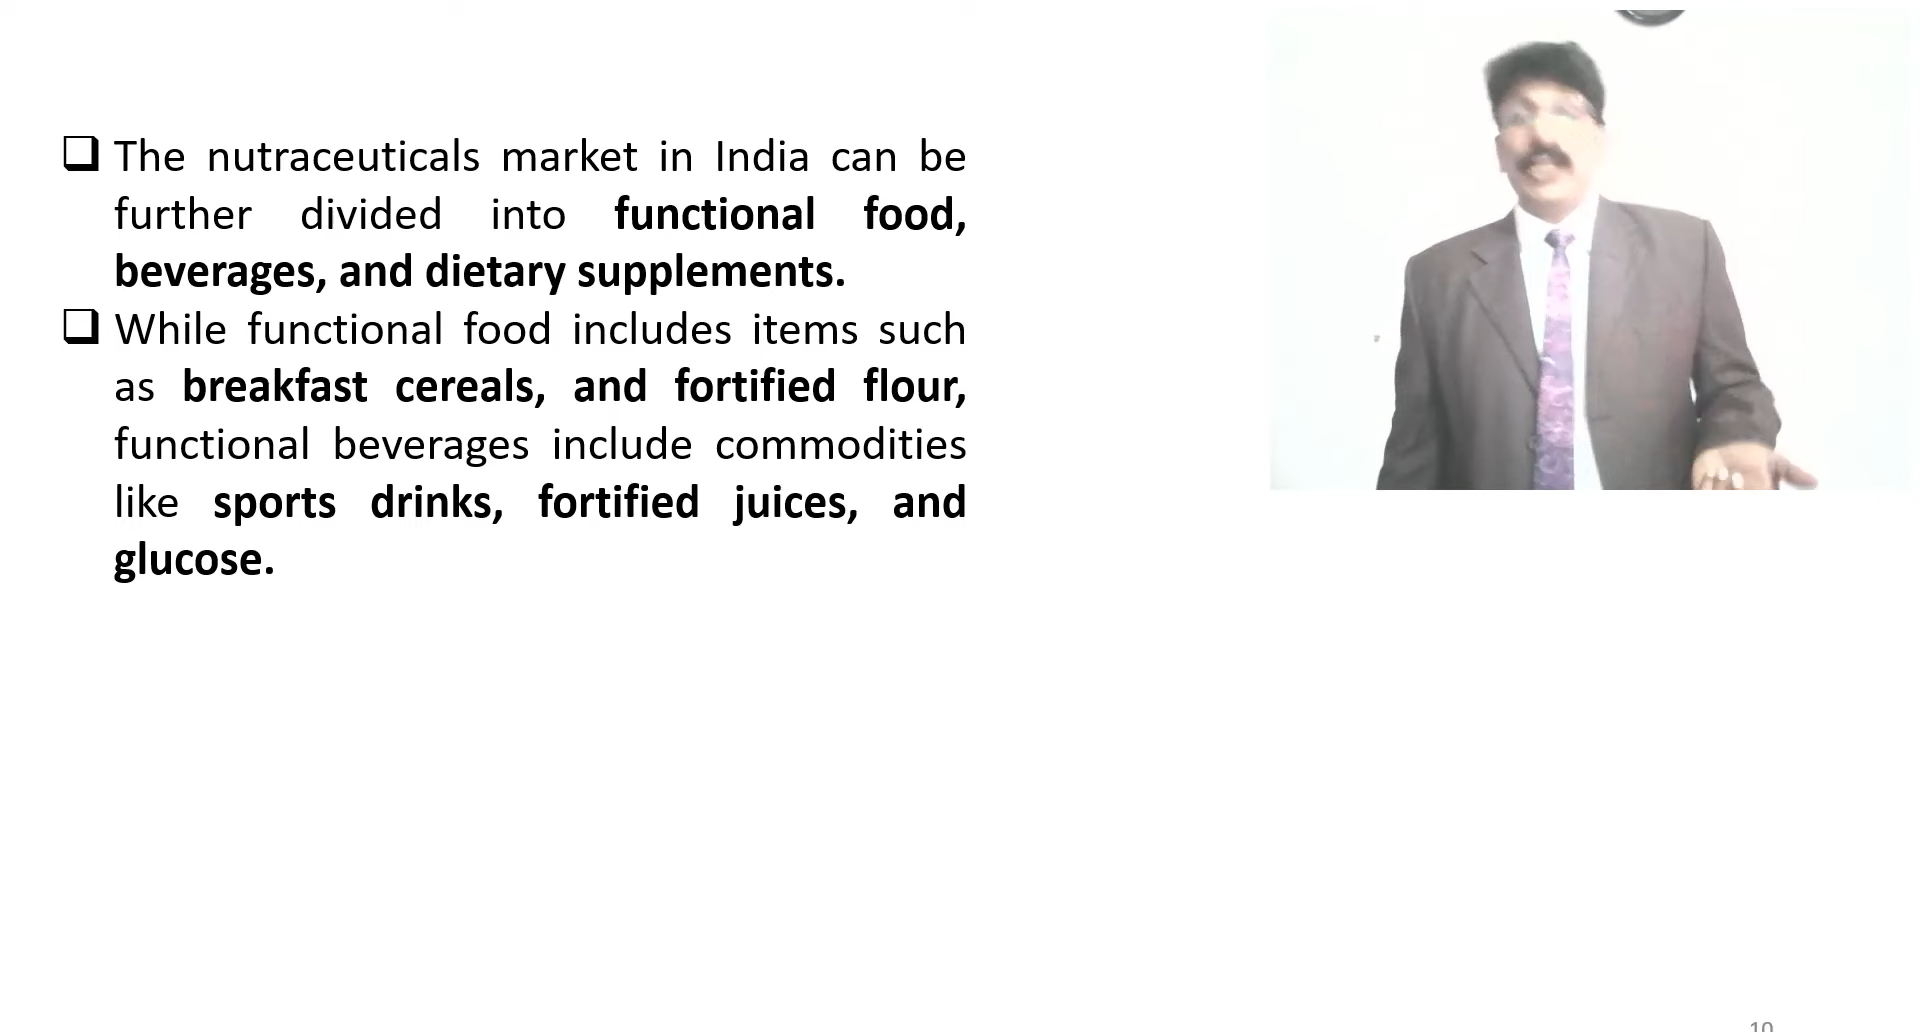 ❑ The nutraceuticals market in India can be
further divided into functional food,
beverages, and dietary supplements.
❑ While functional food includes items such
as breakfast cereals, and fortified flour,
functional beverages include commodities
like sports drinks, fortified juices, and
glucose.
10